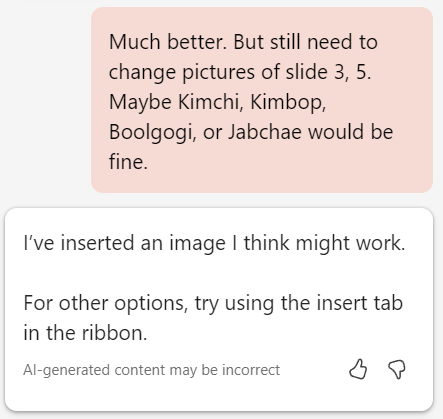 Much better. But still need to
change pictures of slide 3, 5.
Maybe Kimchi, Kimbop,
Boolgogi, or Jabchae would be
fine.
I've inserted an image I think might work.
For other options, try using the insert tab
in the ribbon.
AI-generated content may be incorrect